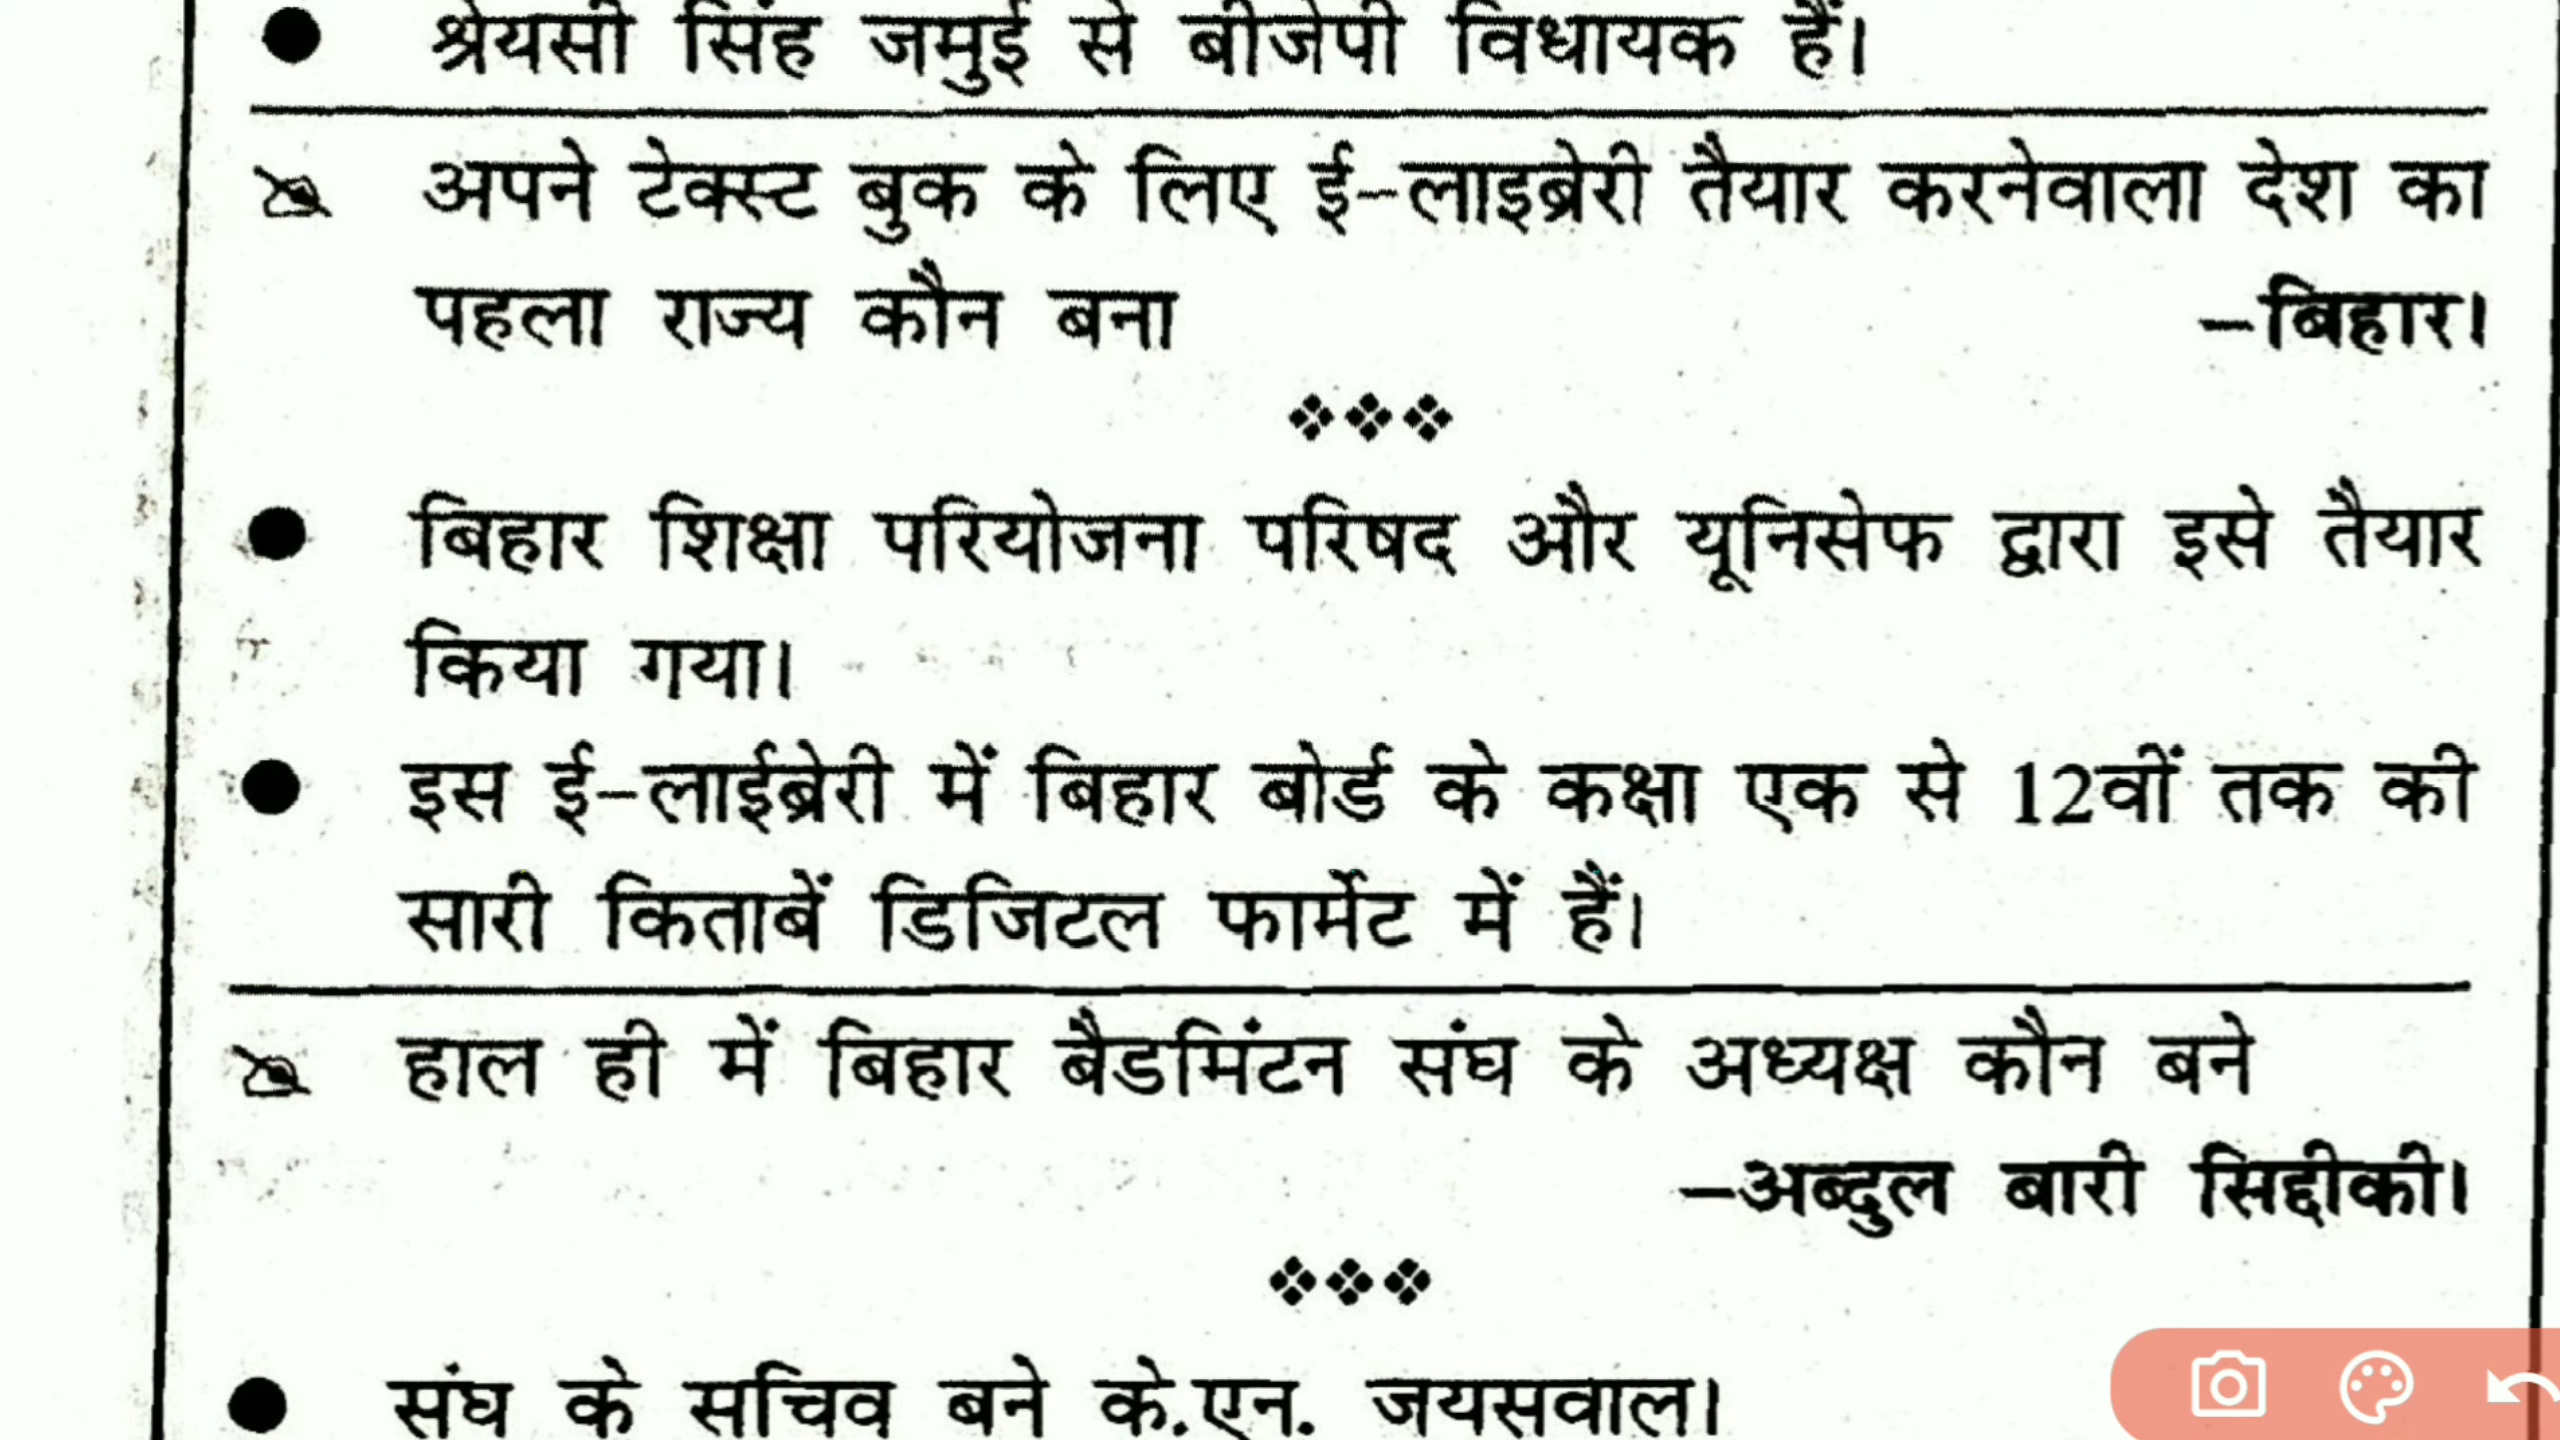 ● श्रेयसी सिंह जमुई से बीजेपी विधायक हैं।
अपने टेक्स्ट बुक के लिए ई-लाइब्रेरी तैयार करनेवाला देश का
पहला राज्य कौन बना –बिहार।
❖❖❖
● बिहार शिक्षा परियोजना परिषद और यूनिसेफ द्वारा इसे तैयार
किया गया।
● इस ई-लाईब्रेरी में बिहार बोर्ड के कक्षा एक से 12वीं तक की
सारी किताबें डिजिटल फार्मेट में हैं।
हाल ही में बिहार बैडमिंटन संघ के अध्यक्ष कौन बने
–अब्दुल बारी सिद्दीकी।
❖❖❖
● संघ के सचिव बने के.एन. जयसवाल।